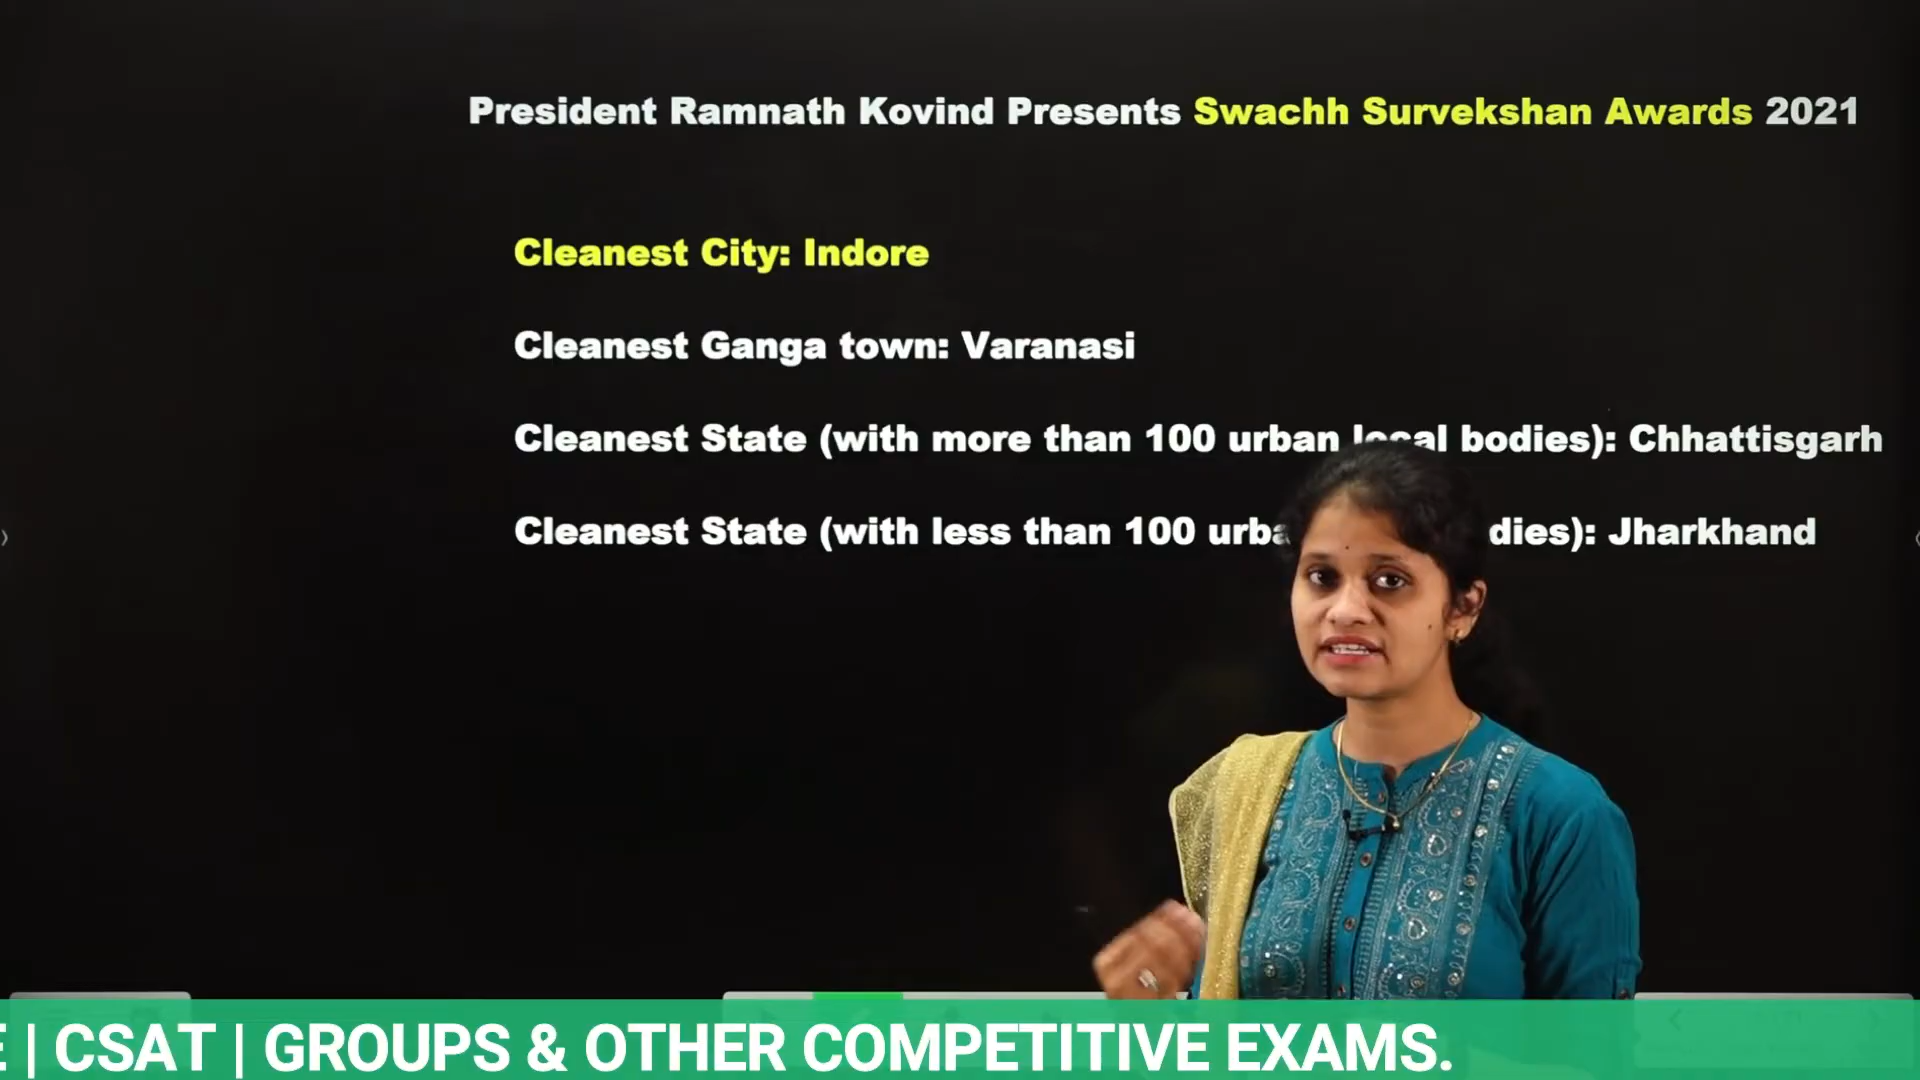 President Ramnath Kovind Presents Swachh Survekshan Awards 2021
Cleanest City: Indore
Cleanest Ganga town: Varanasi
Cleanest State (with more than 100 urban local bodies): Chhattisgarh
Cleanest State (with less than 100 Jharkhand
| CSAT | GROUPS & OTHER COMPETITIVE EXAMS.